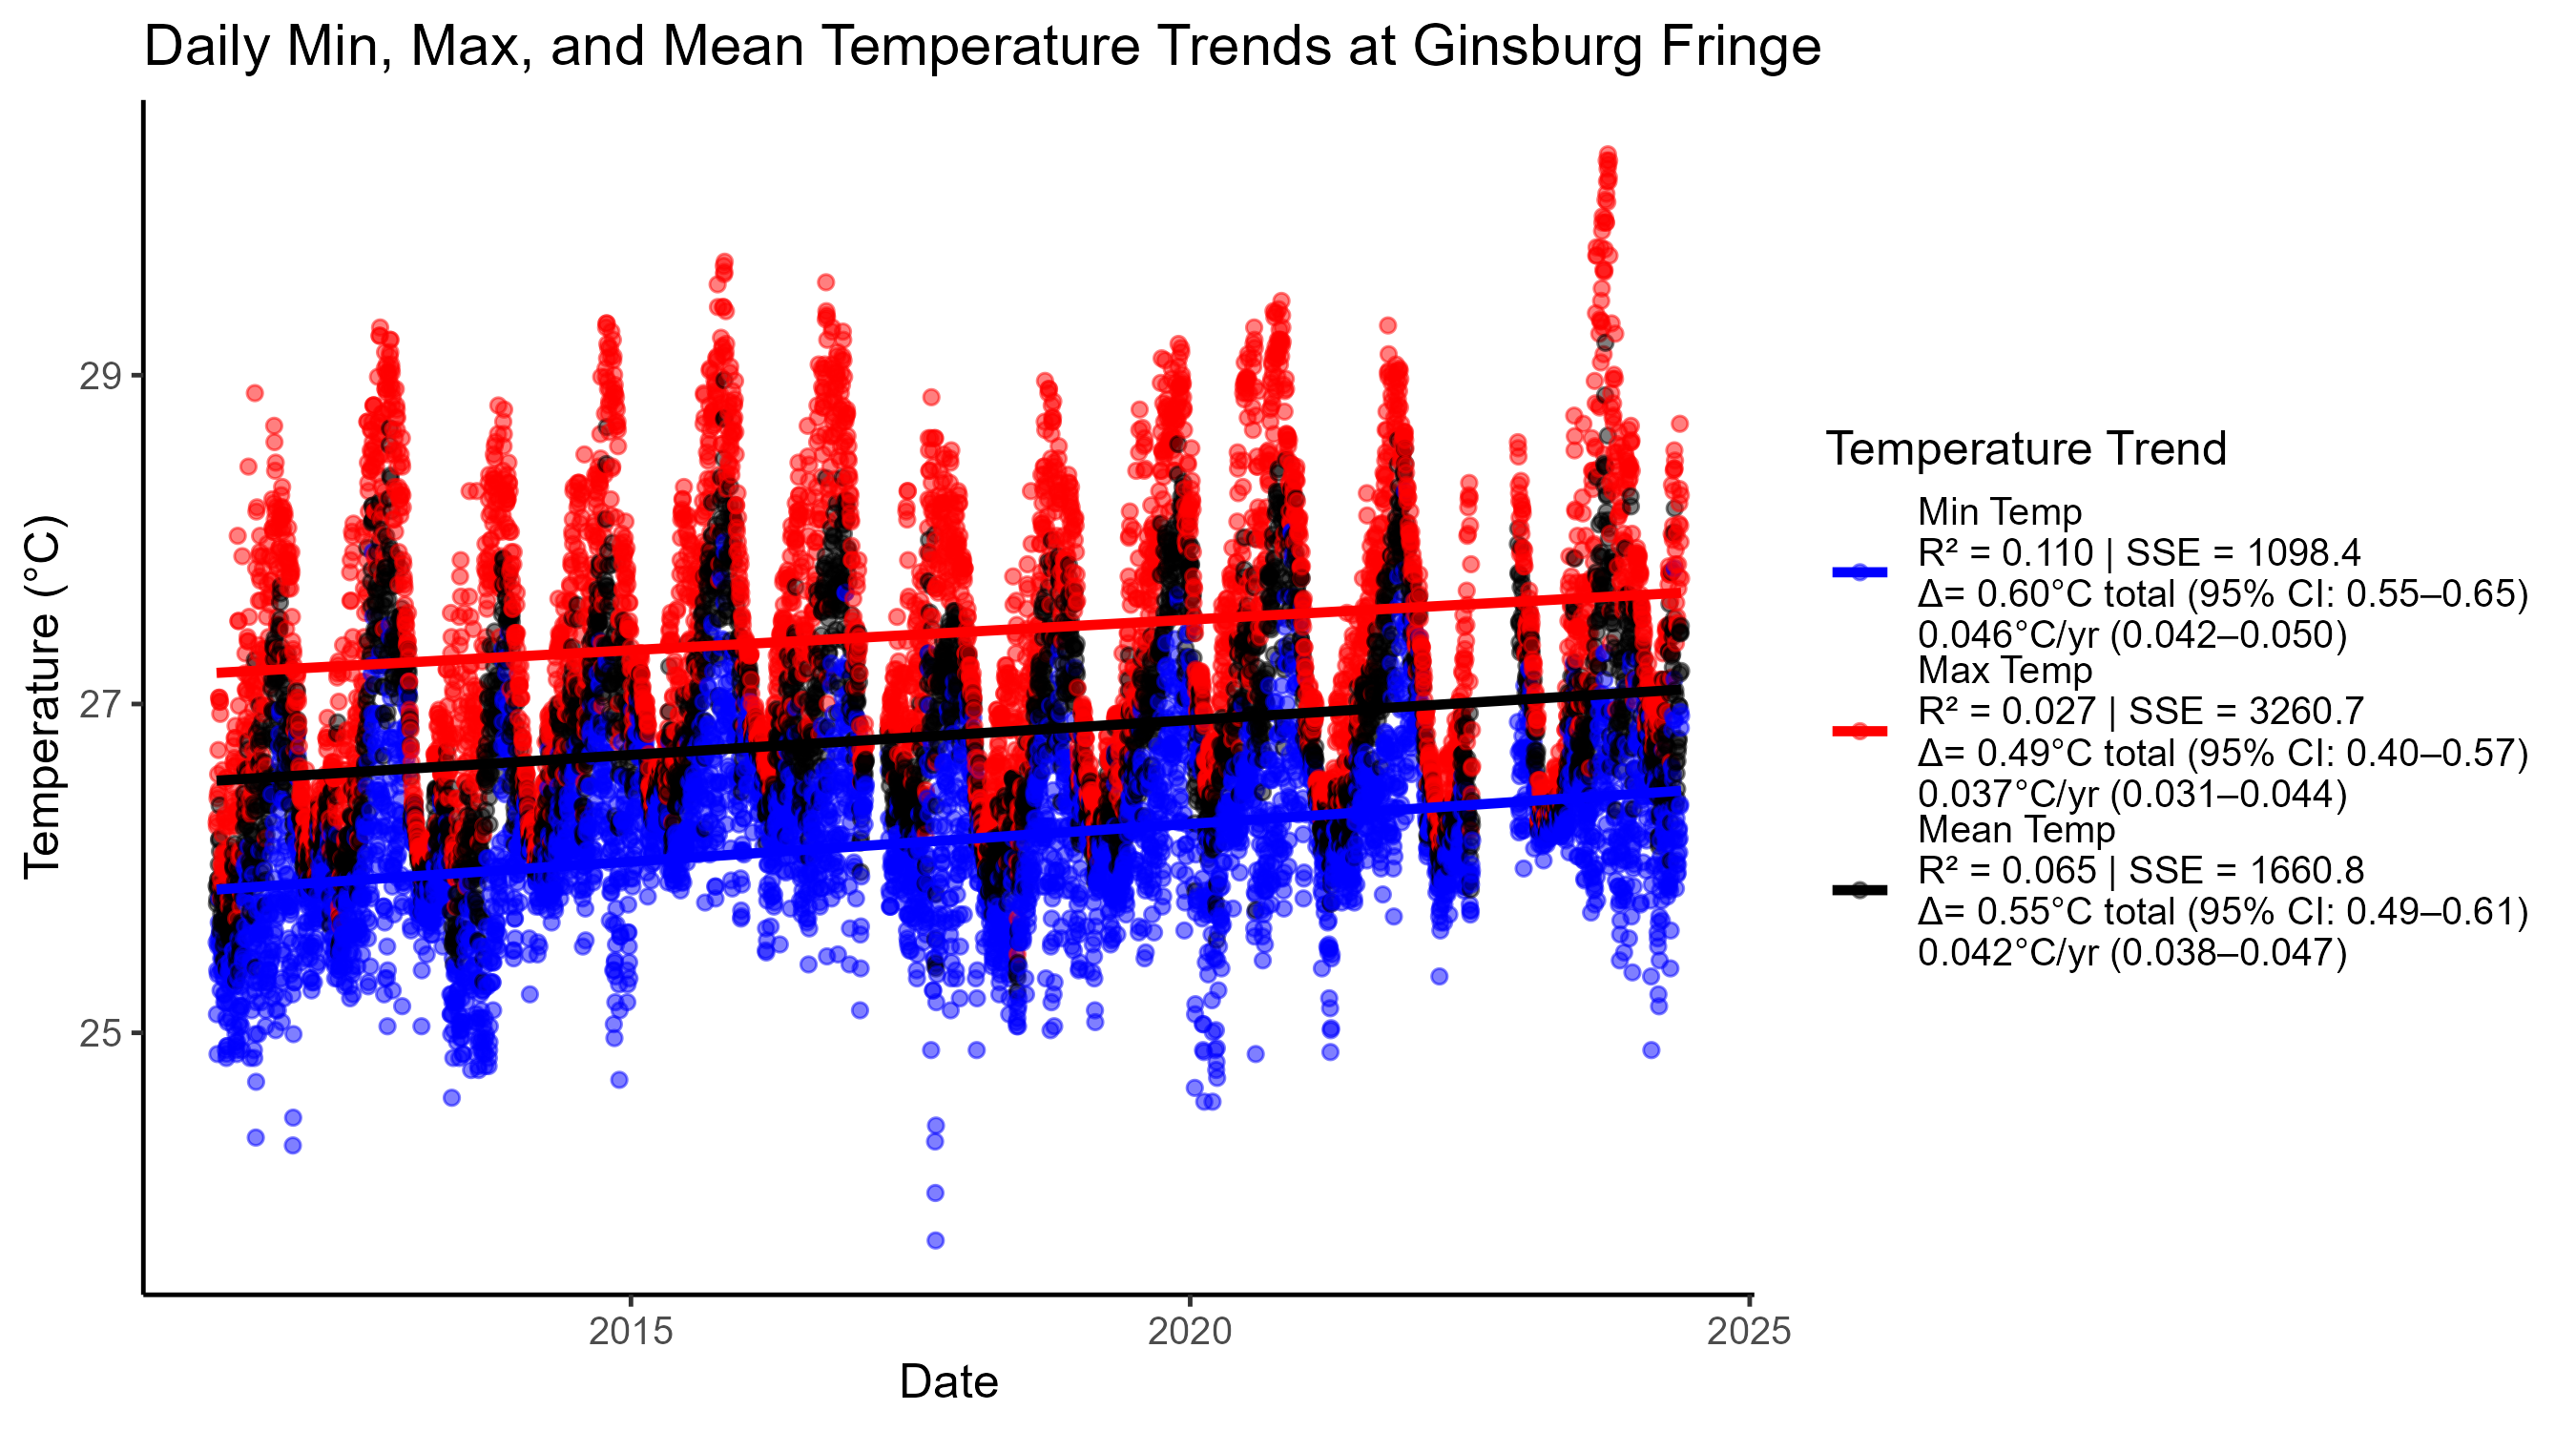 Daily Min, Max, and Mean Temperature Trends at Ginsburg Fringe
Temperature (°C)
29
27
25
2015
2020
2025
Date
Temperature Trend
Min Temp
R² = 0.110 | SSE = 1098.4
Δ= 0.60°C total (95% CI: 0.55–0.65)
0.046°C/yr (0.042–0.050)
Max Temp
R² = 0.027 | SSE = 3260.7
Δ= 0.49°C total (95% CI: 0.40–0.57)
0.037°C/yr (0.031–0.044)
Mean Temp
R² = 0.065 | SSE = 1660.8
Δ= 0.55°C total (95% CI: 0.49–0.61)
0.042°C/yr (0.038–0.047)